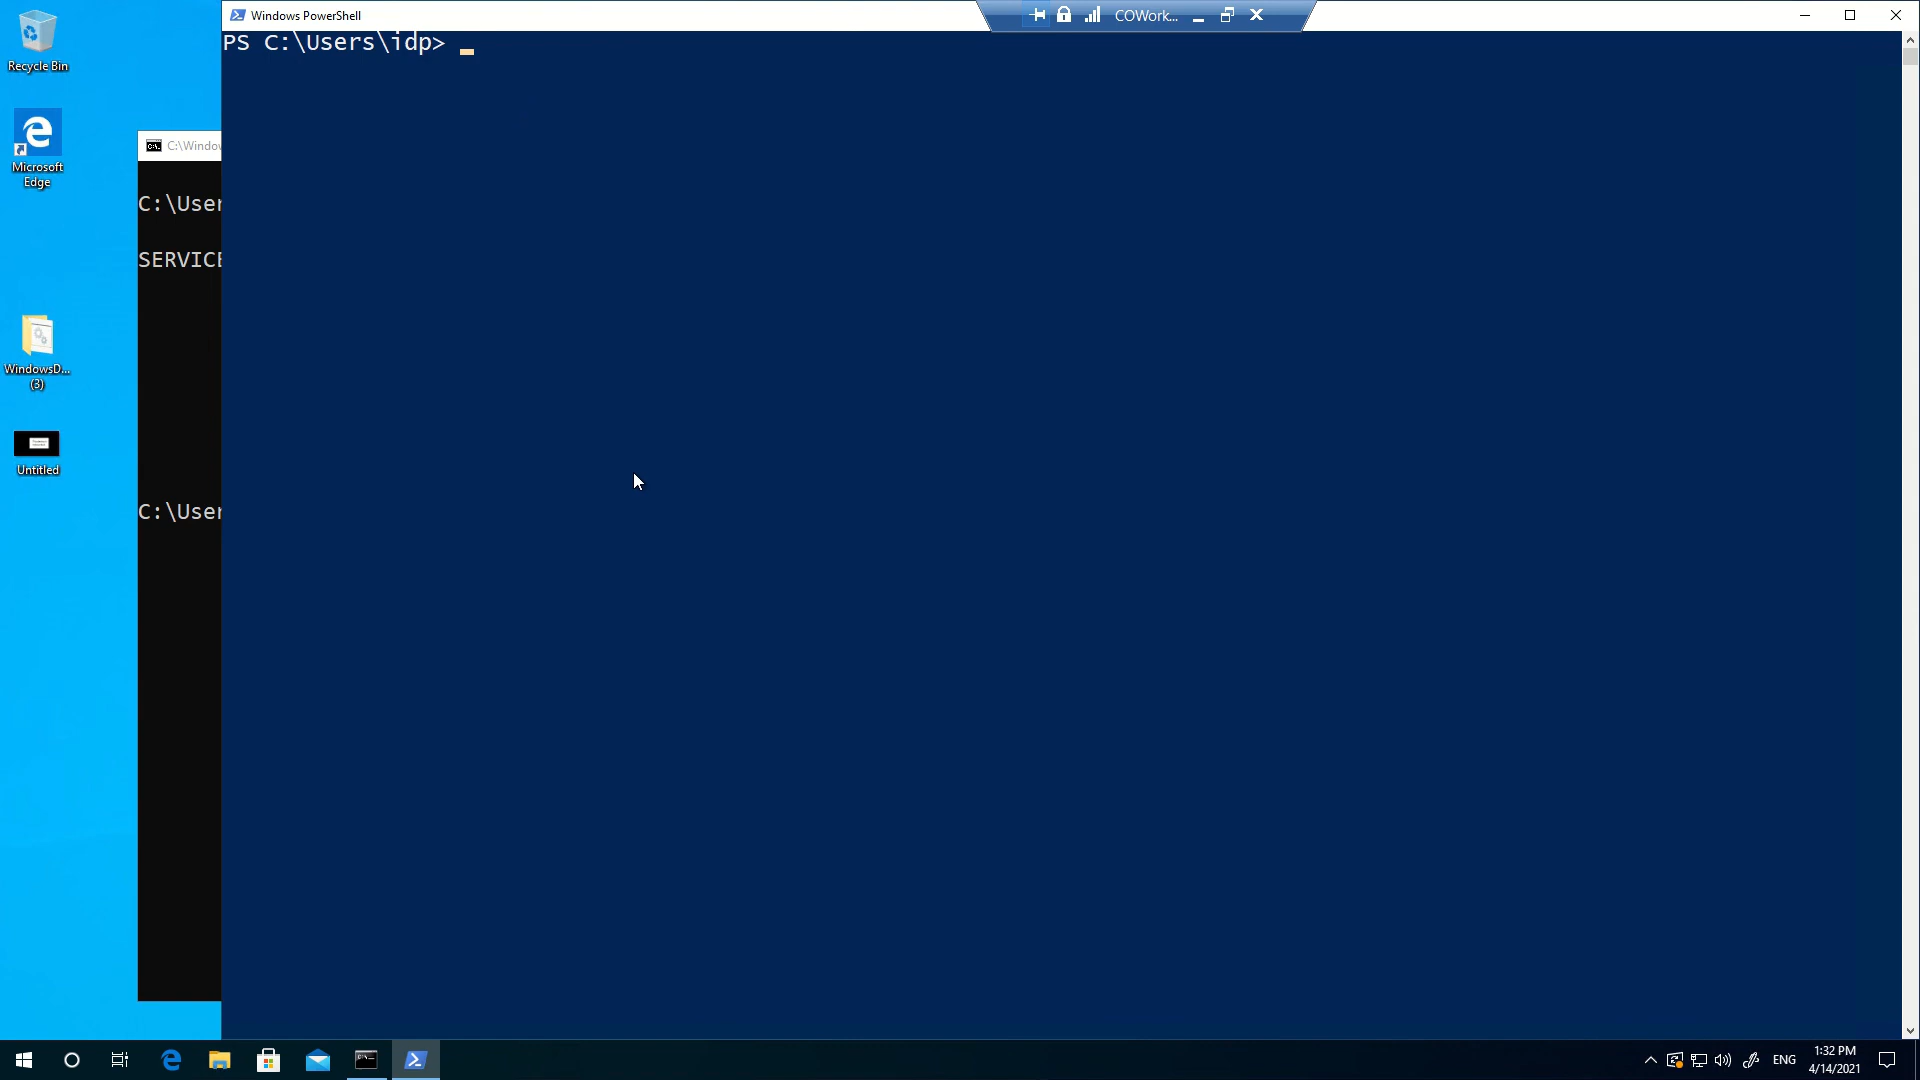 Windows PowerShell
COWork...
PS C:\Users\idp>
Recycle Bin
Microsoft
Edge
C:\Windov
C:\User
SERVICE
WindowsD...
(3)
Untitled
C:\User
ENG
1:32 PM
4/14/2021